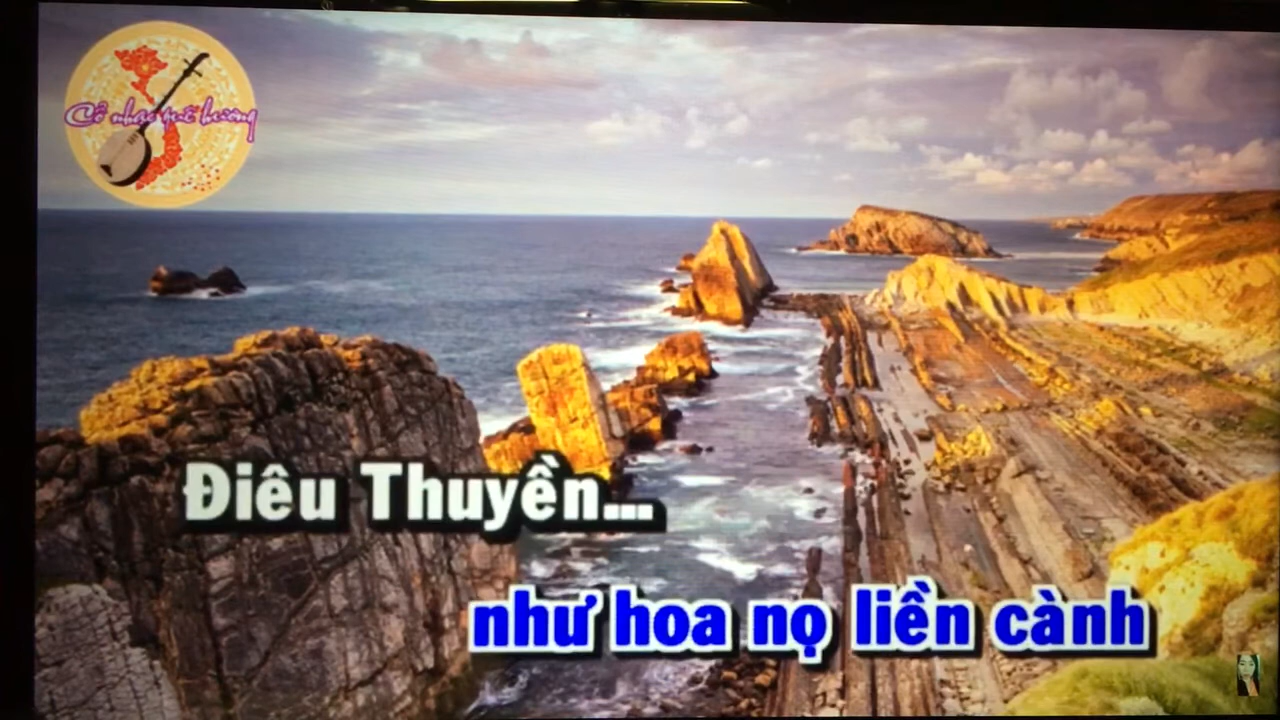 Cổ nhạc quê hương
Điêu Thuyền...
như hoa nọ liền cành